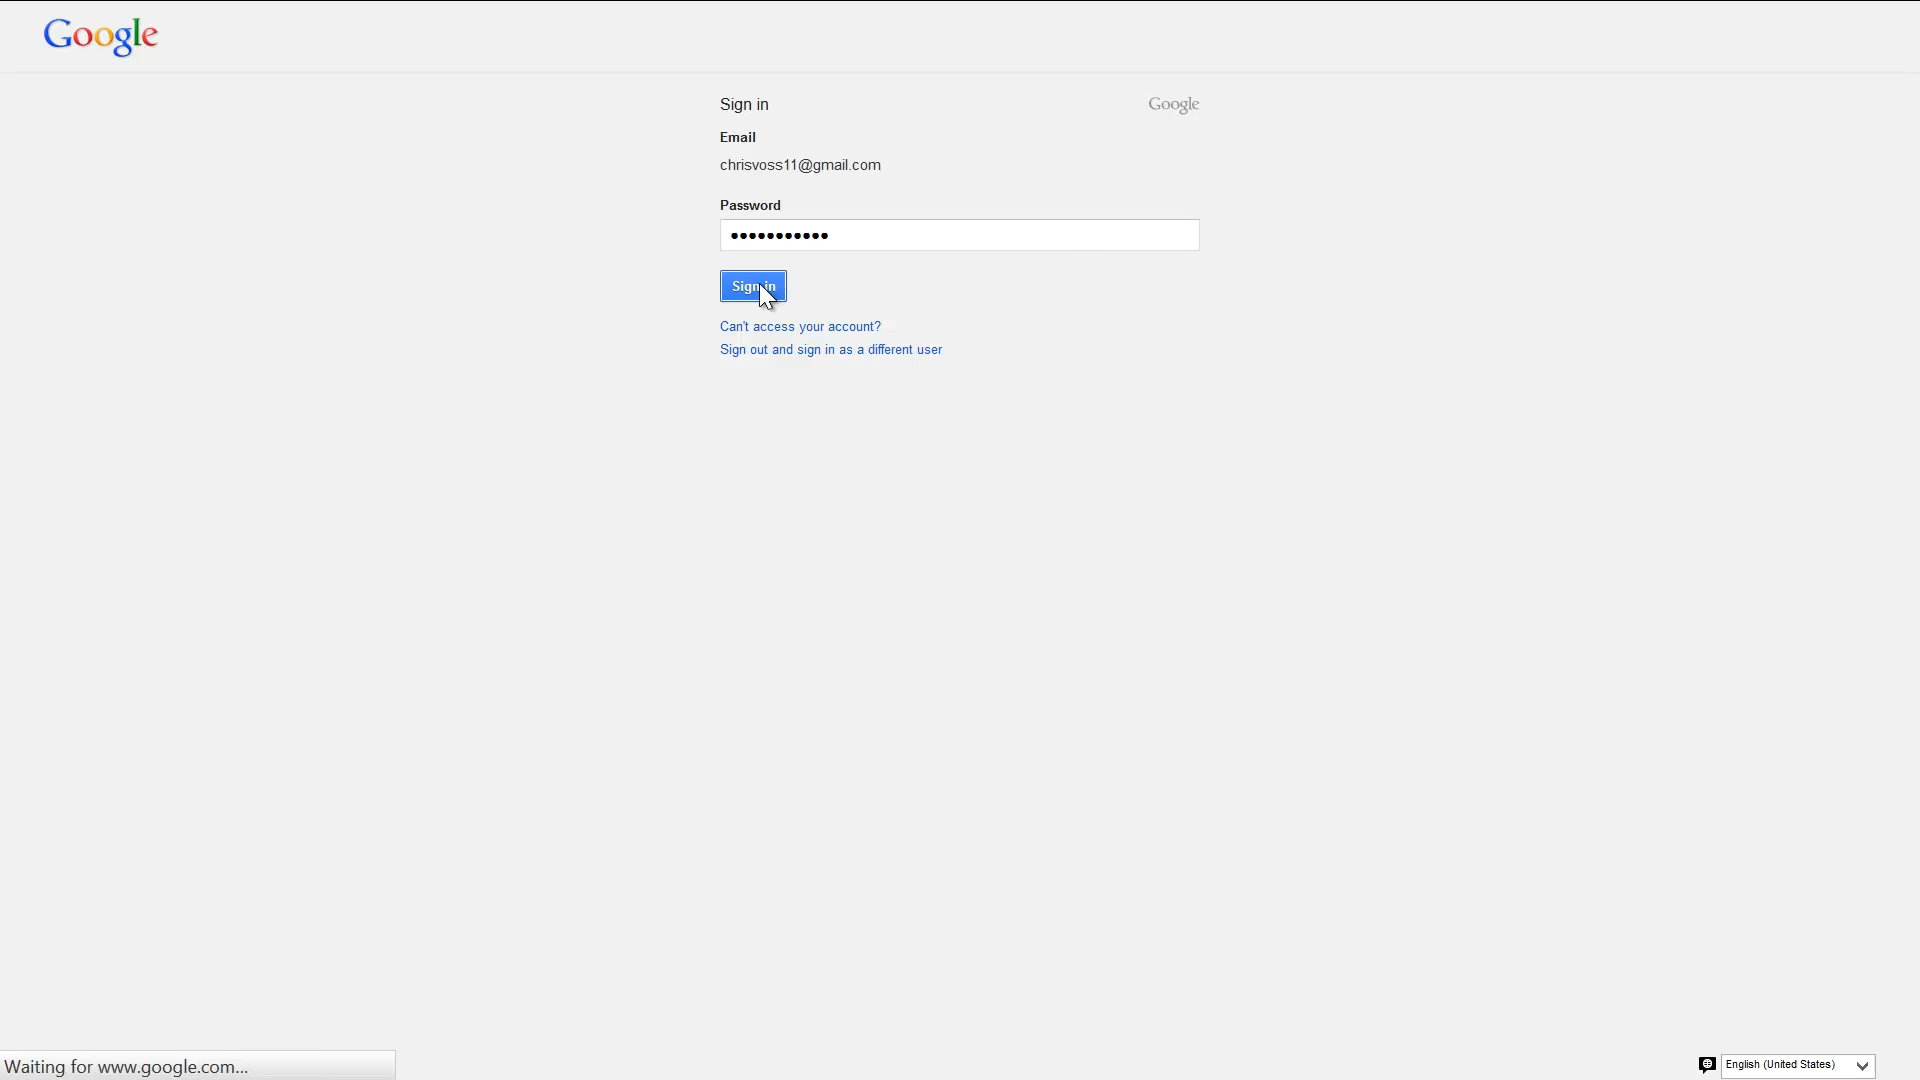 Google
Sign in
Google
Email
chrisvoss11@gmail.com
Password
Sign in
Can't access your account?
Sign out and sign in as a different user
Waiting for www.google.com...
English (United States)